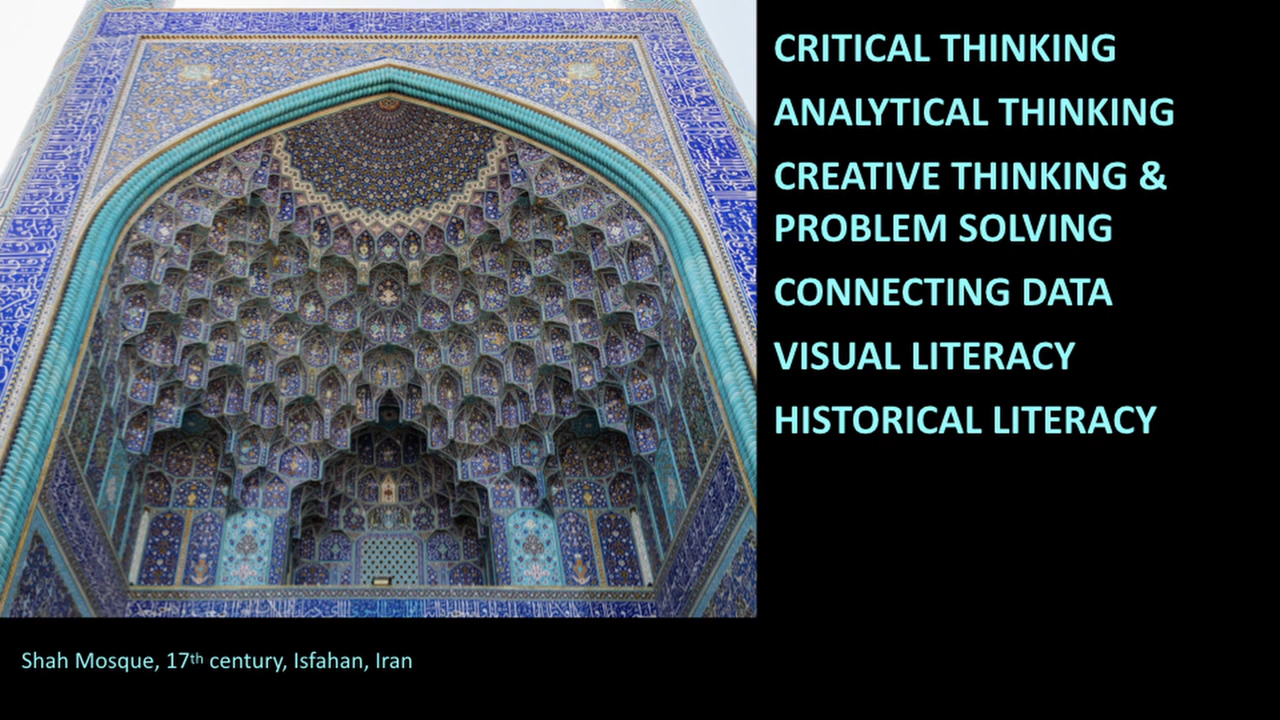 CRITICAL THINKING
ANALYTICAL THINKING
CREATIVE THINKING &
PROBLEM SOLVING
CONNECTING DATA
VISUAL LITERACY
HISTORICAL LITERACY
Shah Mosque, 17th century, Isfahan, Iran